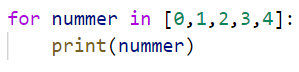 for nummer in [0,1,2,3,4]:
    print(nummer)